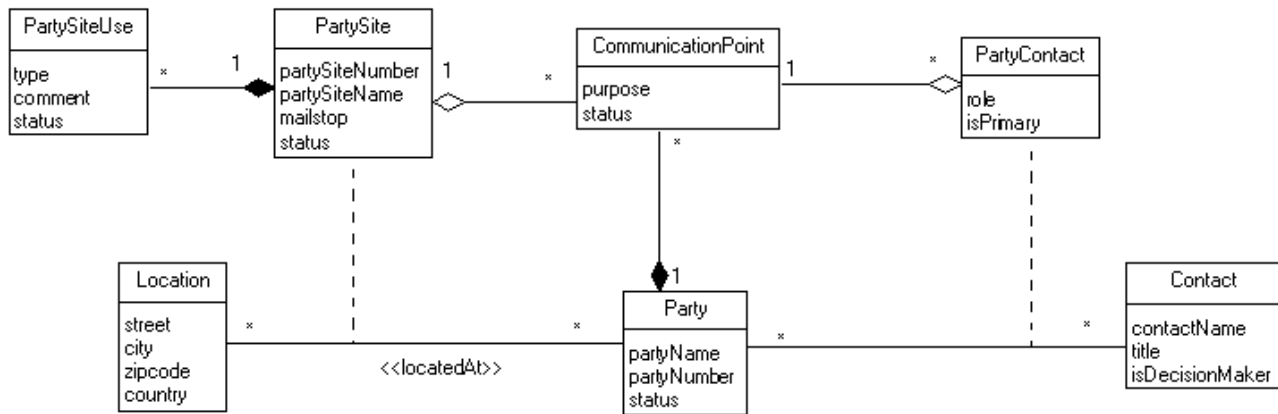 PartySiteUse
type
comment
status
* 1
PartySite
partySiteNumber
partySiteName
mailstop
status
1 *
CommunicationPoint
purpose
status
1 *
PartyContact
role
isPrimary
*
1
Location
street
city
zipcode
country
* *
<<locatedAt>>
Party
partyName
partyNumber
status
* *
Contact
contactName
title
isDecisionMaker